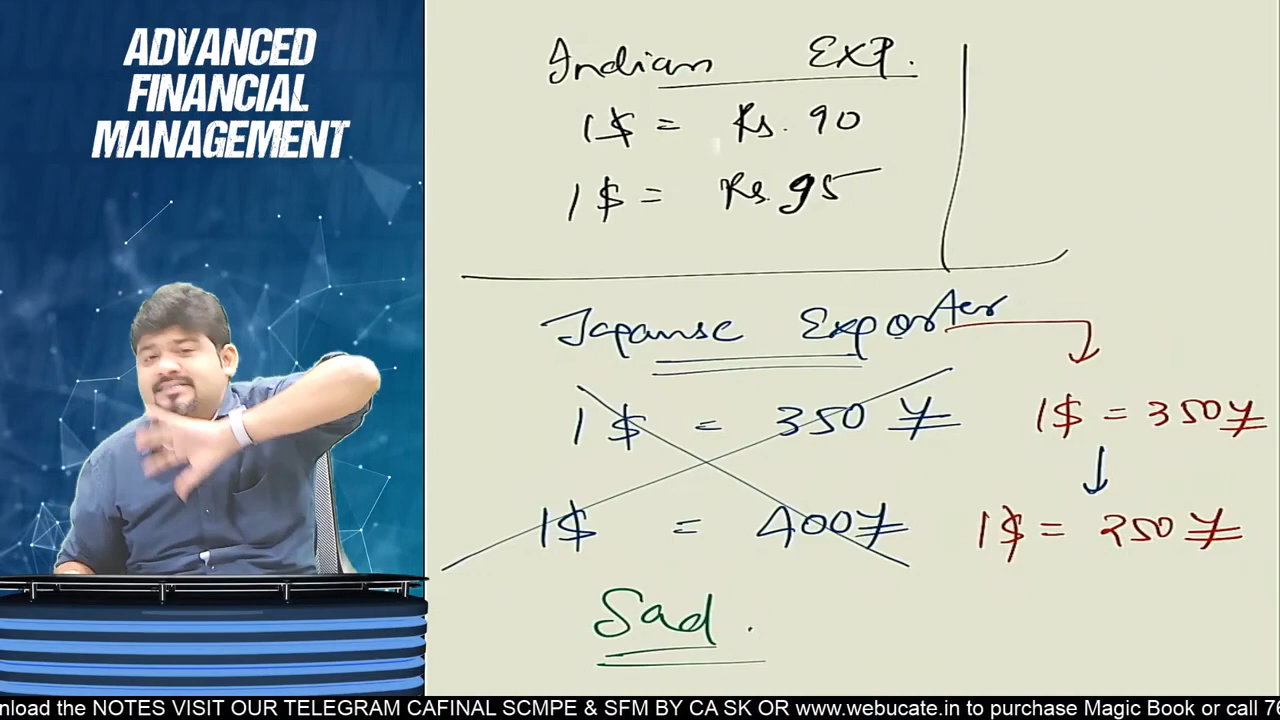 ADVANCED
FINANCIAL
MANAGEMENT
Indian EXP.
1$ = Rs. 90
1$ = Rs. 95
Japanse Exporter
1$ = 350 ¥
1$ = 400¥
1$ = 350¥
1$ = 250¥
Sad.
nload the NOTES VISIT OUR TELEGRAM CAFINAL SCMPE & SFM BY CA SK OR www.webucate.in to purchase Magic Book or call 76